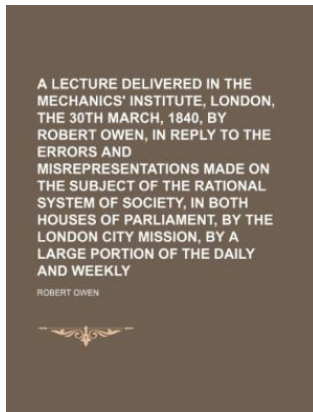 A LECTURE DELIVERED IN THE
MECHANICS' INSTITUTE, LONDON,
THE 30TH MARCH, 1840, BY
ROBERT OWEN, IN REPLY TO THE
ERRORS AND
MISREPRESENTATIONS MADE ON
THE SUBJECT OF THE RATIONAL
SYSTEM OF SOCIETY, IN BOTH
HOUSES OF PARLIAMENT, BY THE
LONDON CITY MISSION, BY A
LARGE PORTION OF THE DAILY
AND WEEKLY
ROBERT OWEN